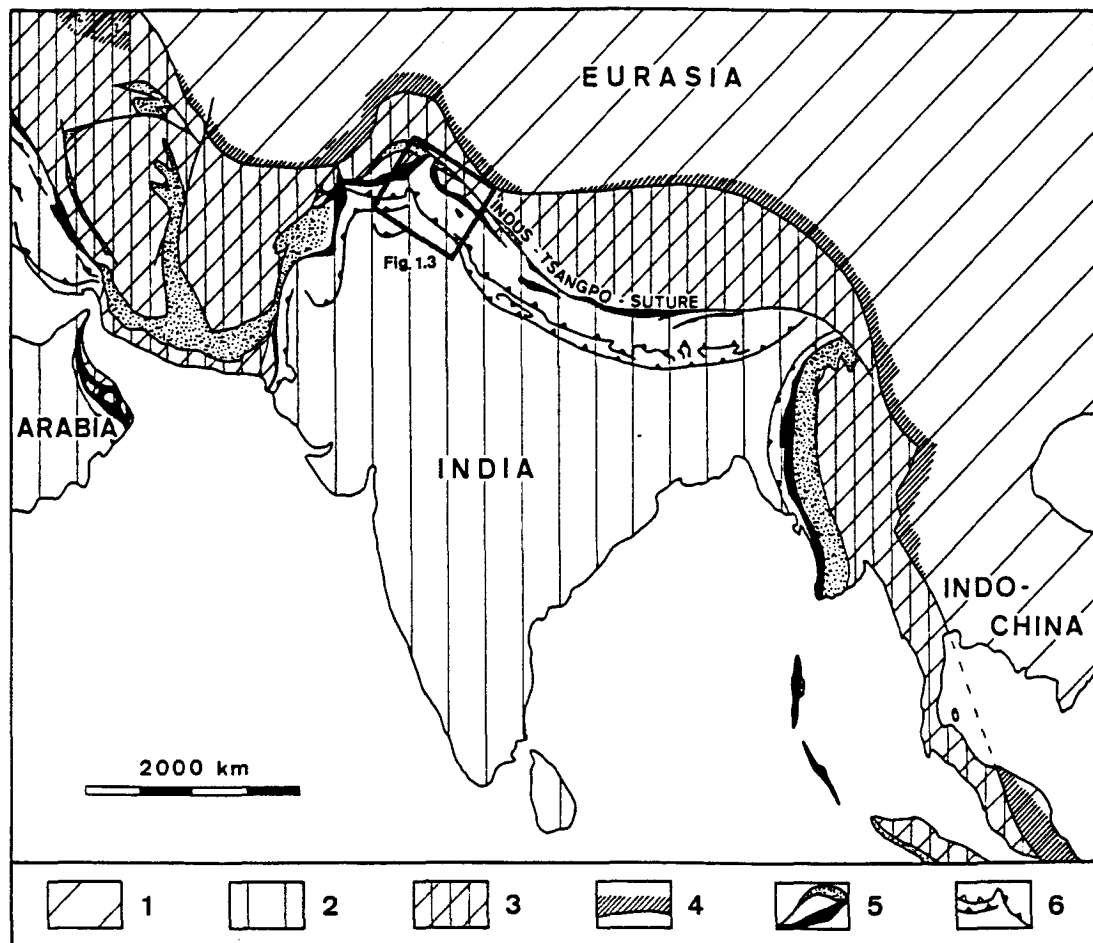 EURASIA
INDUS - TSANGPO - SUTURE
Fig. 1.3
ARABIA
INDIA
INDO-
CHINA
2000 km
1 2 3 4 5 6